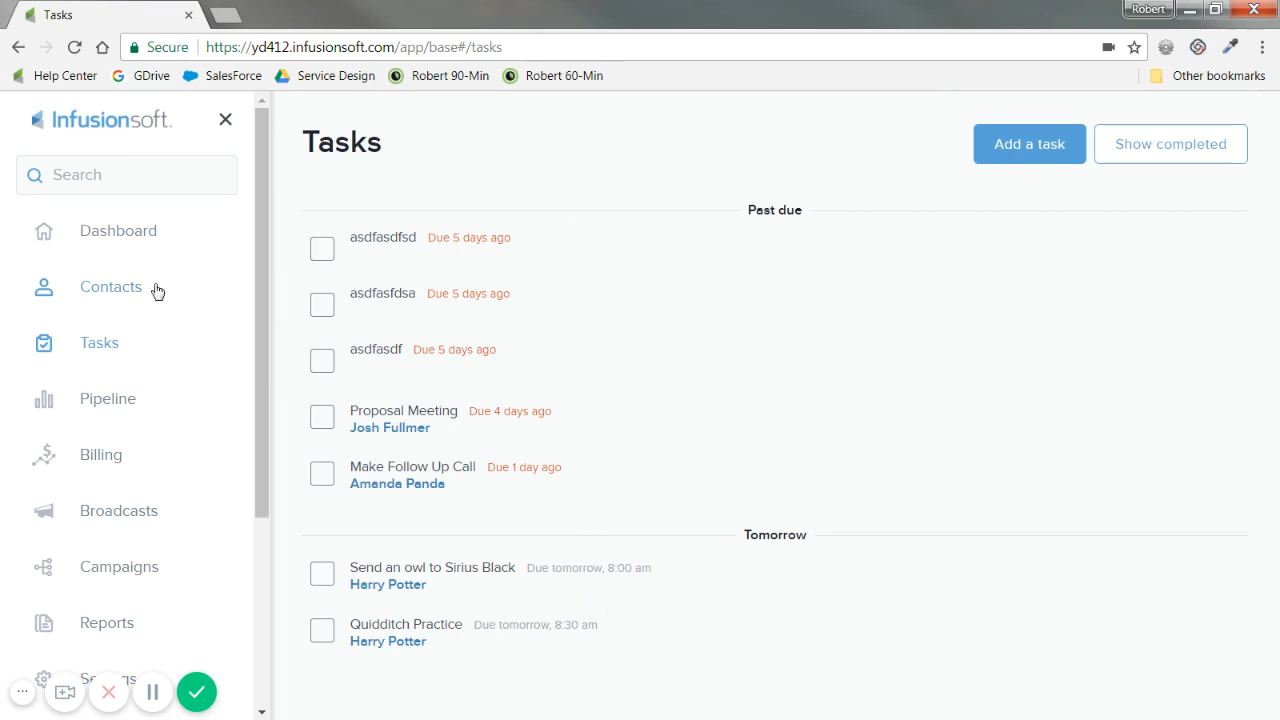 Tasks
Robert
Secure
https://yd412.infusionsoft.com/app/base#/tasks
Help Center
GDrive
SalesForce
Service Design
Robert 90-Min
Robert 60-Min
Other bookmarks
Infusionsoft.
Search
Dashboard
Contacts
Tasks
Pipeline
Billing
Broadcasts
Campaigns
Reports
Settings
Tasks
Add a task
Show completed
Past due
asdfasdfsd Due 5 days ago
asdfasfdsa Due 5 days ago
asdfasdf Due 5 days ago
Proposal Meeting Due 4 days ago
Josh Fullmer
Make Follow Up Call Due 1 day ago
Amanda Panda
Tomorrow
Send an owl to Sirius Black Due tomorrow, 8:00 am
Harry Potter
Quidditch Practice Due tomorrow, 8:30 am
Harry Potter